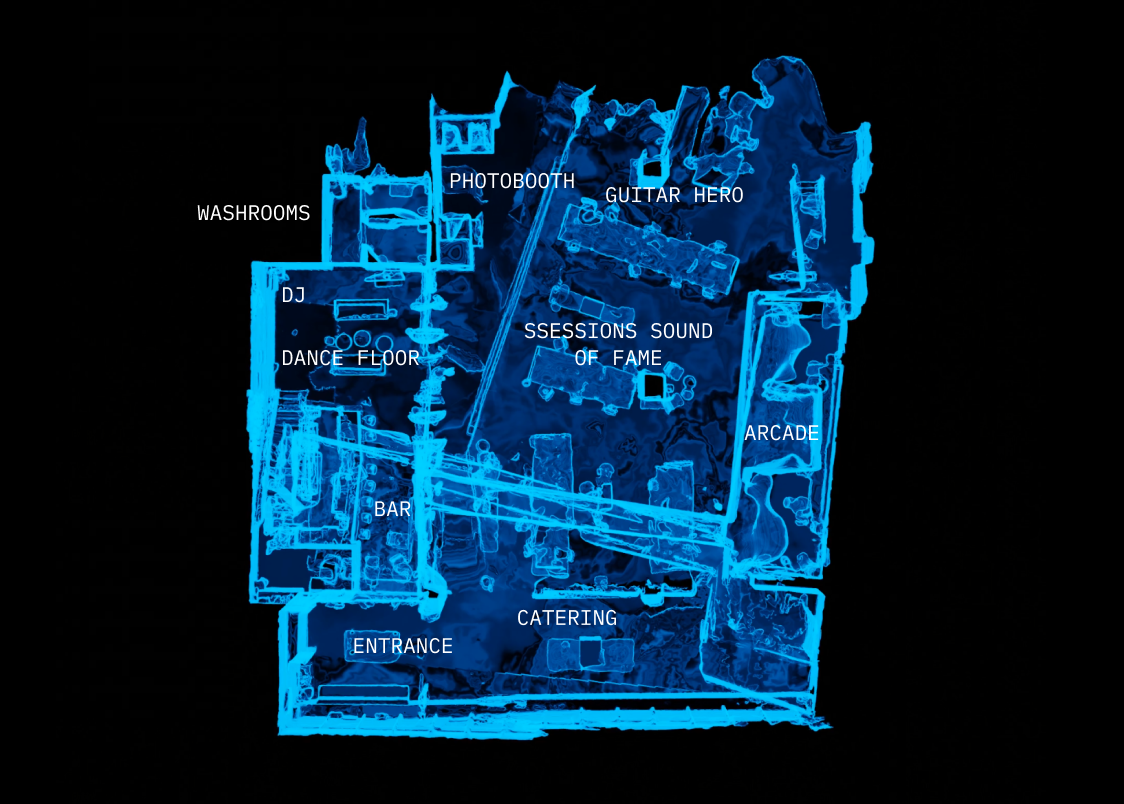 PHOTOBOOTH
GUITAR HERO
WASHROOMS
DJ
SSESSIONS SOUND
OF FAME
DANCE FLOOR
ARCADE
BAR
CATERING
ENTRANCE